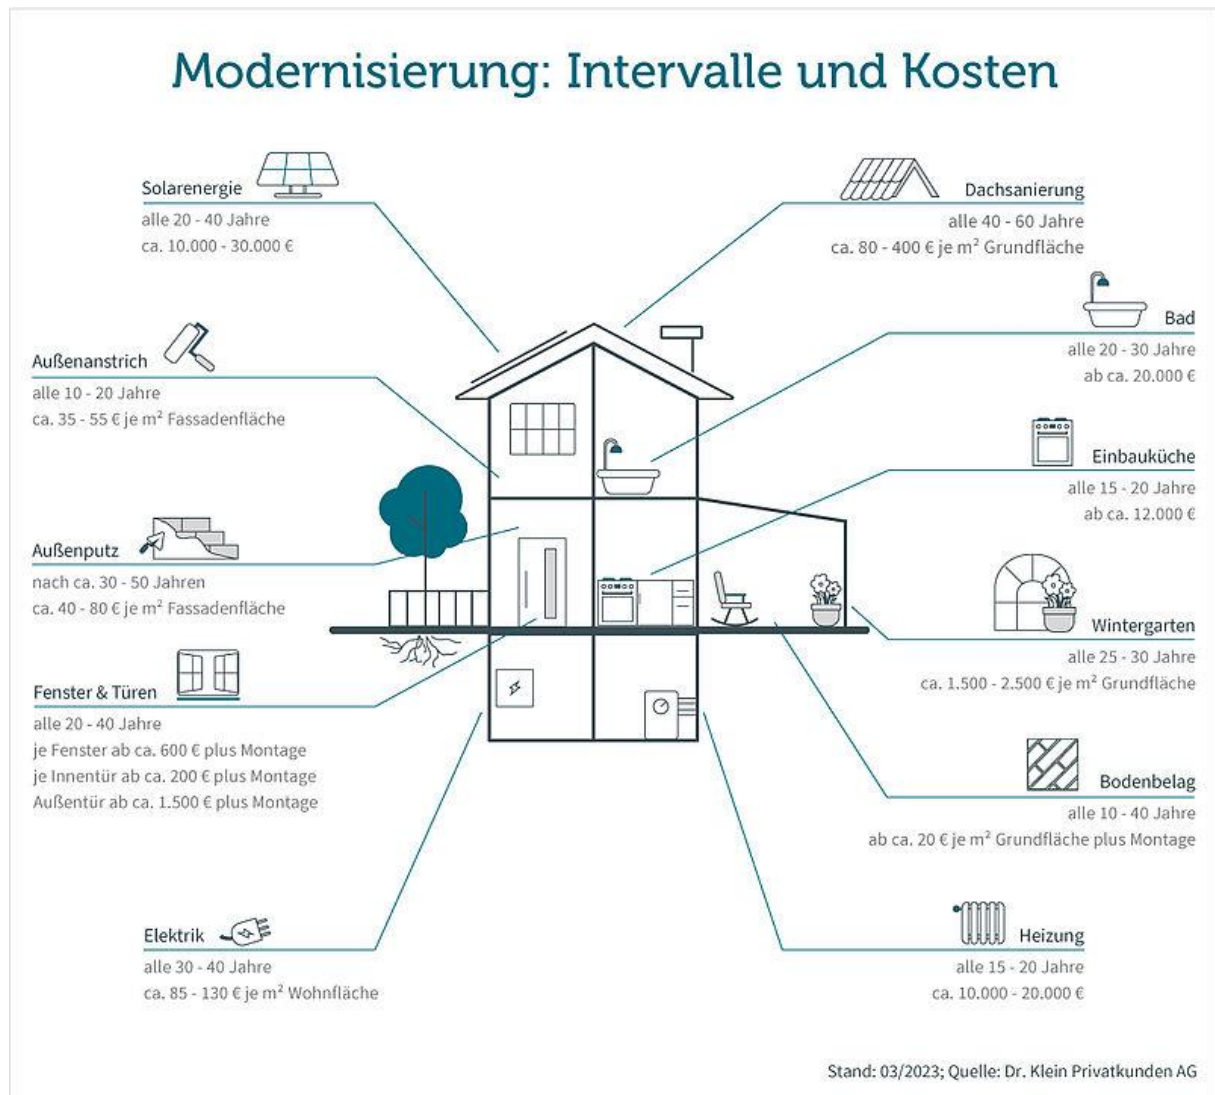 Modernisierung: Intervalle und Kosten
Solarenergie
alle 20 - 40 Jahre
ca. 10.000 - 30.000 €
Dachsanierung
alle 40 - 60 Jahre
ca. 80 - 400 € je m² Grundfläche
Außenanstrich
alle 10 - 20 Jahre
ca. 35 - 55 € je m² Fassadenfläche
Bad
alle 20 - 30 Jahre
ab ca. 20.000 €
Einbauküche
alle 15 - 20 Jahre
ab ca. 12.000 €
Außenputz
nach ca. 30 - 50 Jahren
ca. 40 - 80 € je m² Fassadenfläche
Wintergarten
alle 25 - 30 Jahre
ca. 1.500 - 2.500 € je m² Grundfläche
Fenster & Türen
alle 20 - 40 Jahre
je Fenster ab ca. 600 € plus Montage
je Innentür ab ca. 200 € plus Montage
Außentür ab ca. 1.500 € plus Montage
Bodenbelag
alle 10 - 40 Jahre
ab ca. 20 € je m² Grundfläche plus Montage
Elektrik
alle 30 - 40 Jahre
ca. 85 - 130 € je m² Wohnfläche
Heizung
alle 15 - 20 Jahre
ca. 10.000 - 20.000 €
Stand: 03/2023; Quelle: Dr. Klein Privatkunden AG